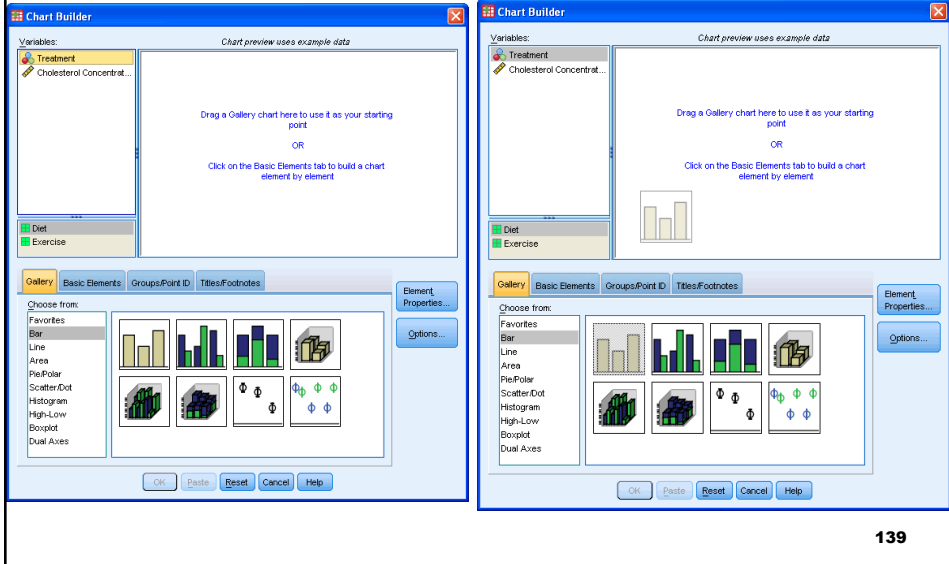 Chart Builder
Variables:
Chart preview uses example data
Treatment
Cholesterol Concentrat...
Drag a Gallery chart here to use it as your starting
point
OR
Click on the Basic Elements tab to build a chart
element by element
Diet
Exercise
Gallery Basic Elements Groups/Point ID Titles/Footnotes
Choose from:
Favorites
Bar
Line
Area
Pie/Polar
Scatter/Dot
Histogram
High-Low
Boxplot
Dual Axes
Element
Properties...
Options...
OK Paste Reset Cancel Help
Chart Builder
Variables:
Chart preview uses example data
Treatment
Cholesterol Concentrat...
Drag a Gallery chart here to use it as your starting
point
OR
Click on the Basic Elements tab to build a chart
element by element
Diet
Exercise
Gallery Basic Elements Groups/Point ID Titles/Footnotes
Choose from:
Favorites
Bar
Line
Area
Pie/Polar
Scatter/Dot
Histogram
High-Low
Boxplot
Dual Axes
Element
Properties...
Options...
OK Paste Reset Cancel Help
139